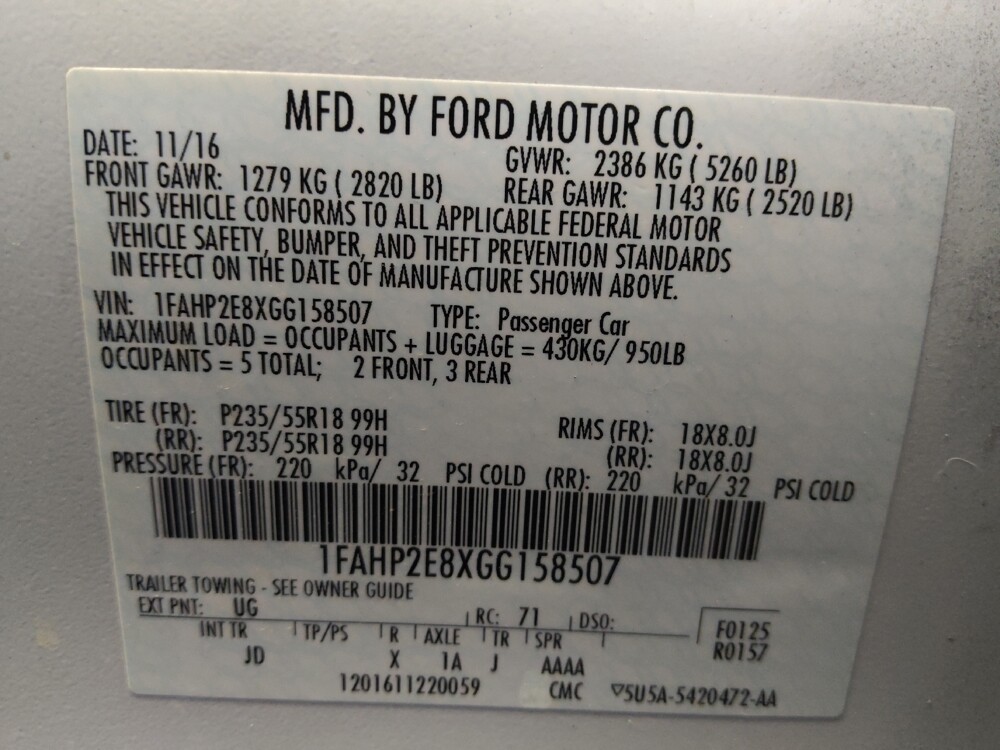 MFD. BY FORD MOTOR CO.
DATE: 11/16 GVWR: 2386 KG ( 5260 LB)
FRONT GAWR: 1279 KG ( 2820 LB) REAR GAWR: 1143 KG ( 2520 LB)
THIS VEHICLE CONFORMS TO ALL APPLICABLE FEDERAL MOTOR
VEHICLE SAFETY, BUMPER, AND THEFT PREVENTION STANDARDS
IN EFFECT ON THE DATE OF MANUFACTURE SHOWN ABOVE.
VIN: 1FAHP2E8XGG158507 TYPE: Passenger Car
MAXIMUM LOAD = OCCUPANTS + LUGGAGE = 430KG/ 950LB
OCCUPANTS = 5 TOTAL; 2 FRONT, 3 REAR
TIRE (FR): P235/55R18 99H RIMS (FR): 18X8.0J
(RR): P235/55R18 99H (RR): 18X8.0J
PRESSURE (FR): 220 kPa/ 32 PSI COLD (RR): 220 kPa/ 32 PSI COLD
1FAHP2E8XGG158507
TRAILER TOWING - SEE OWNER GUIDE
EXT PNT: UG RC: 71 DSO: F0125
INT TR TP/PS R AXLE TR SPR R0157
JD X 1A J AAAA
1201611220059 CMC ▽5U5A-5420472-AA